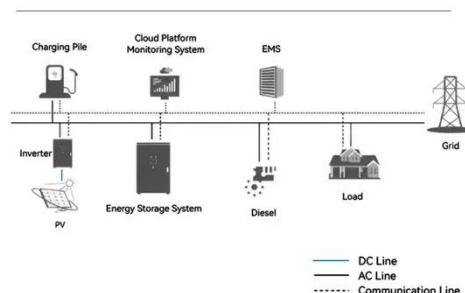 Charging Pile
Cloud Platform
Monitoring System
EMS
Grid
Inverter
PV
Energy Storage System
Diesel
Load
DC Line
AC Line
Communication Line